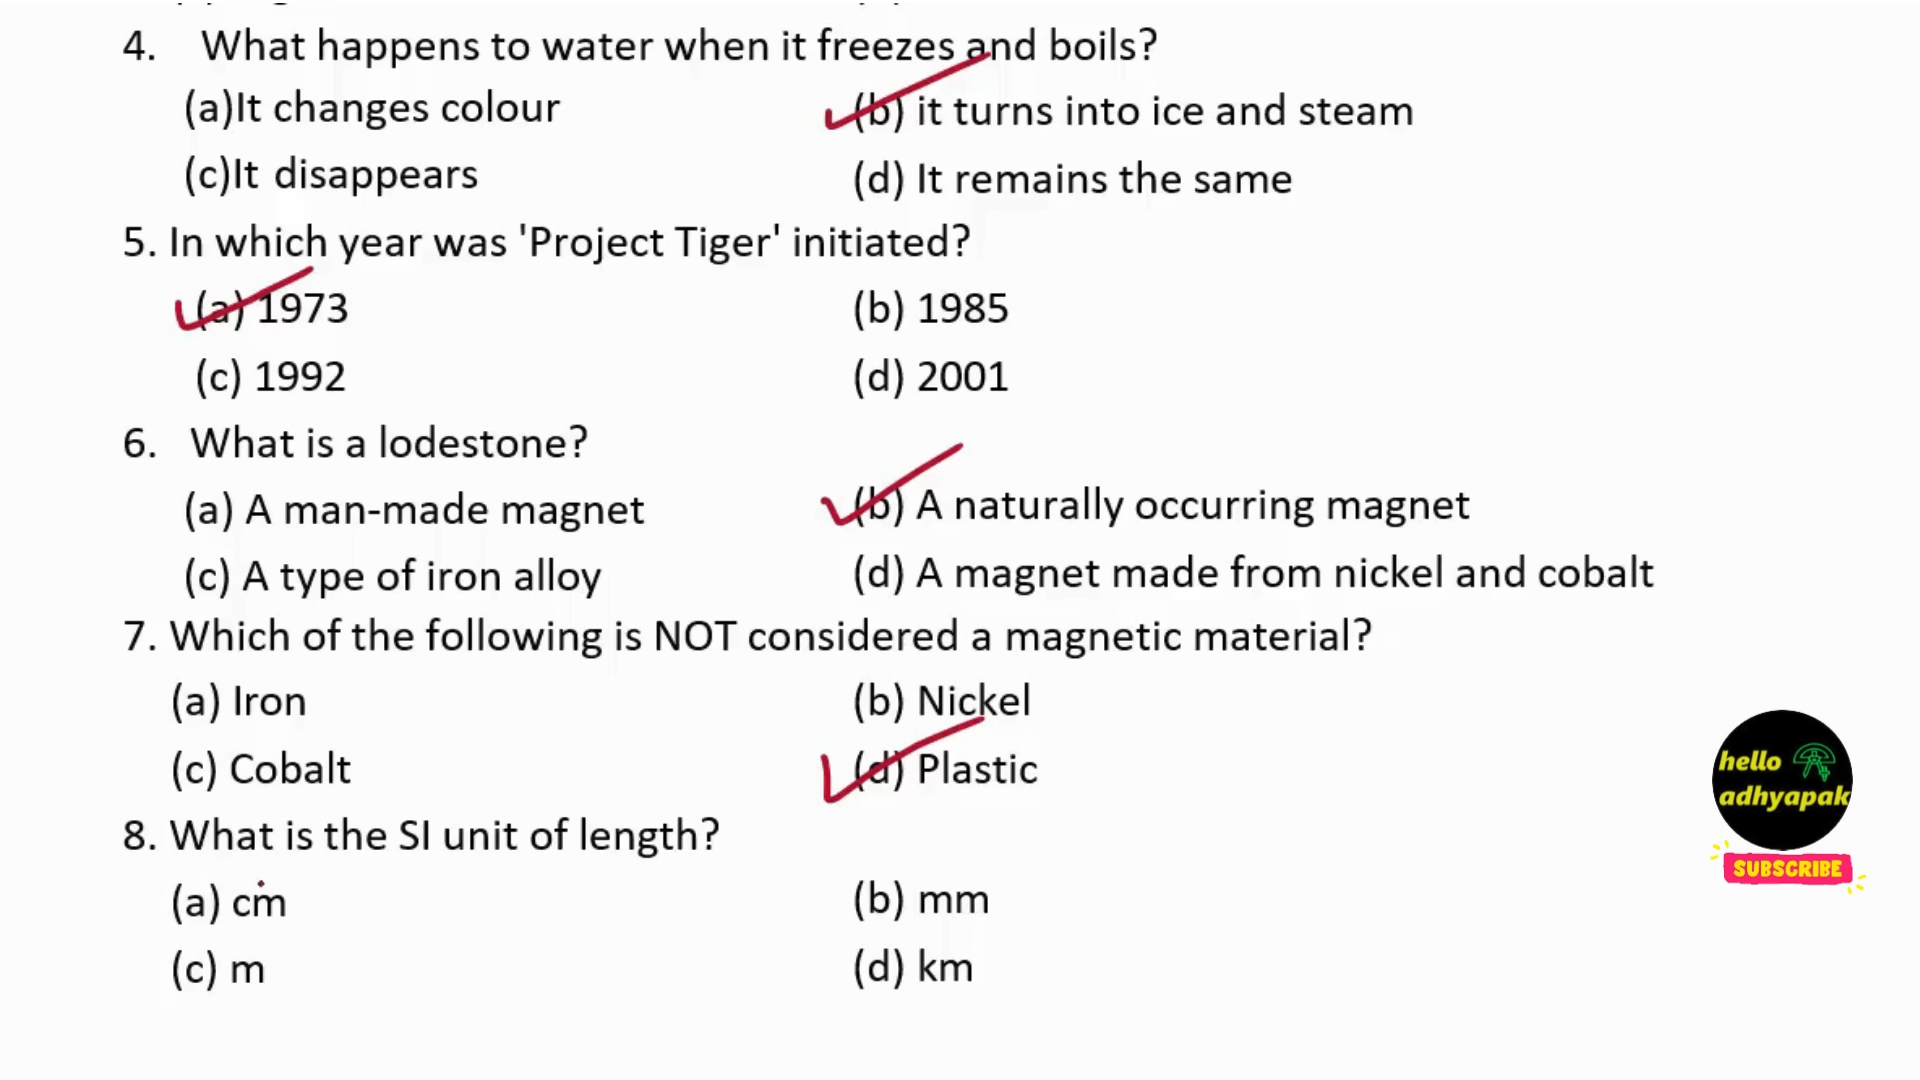 4. What happens to water when it freezes and boils?
(a)It changes colour (b) it turns into ice and steam
(c)It disappears (d) It remains the same
5. In which year was 'Project Tiger' initiated?
(a) 1973 (b) 1985
(c) 1992 (d) 2001
6. What is a lodestone?
(a) A man-made magnet (b) A naturally occurring magnet
(c) A type of iron alloy (d) A magnet made from nickel and cobalt
7. Which of the following is NOT considered a magnetic material?
(a) Iron (b) Nickel
(c) Cobalt (d) Plastic
hello
adhyapak
SUBSCRIBE
8. What is the SI unit of length?
(a) cm (b) mm
(c) m (d) km